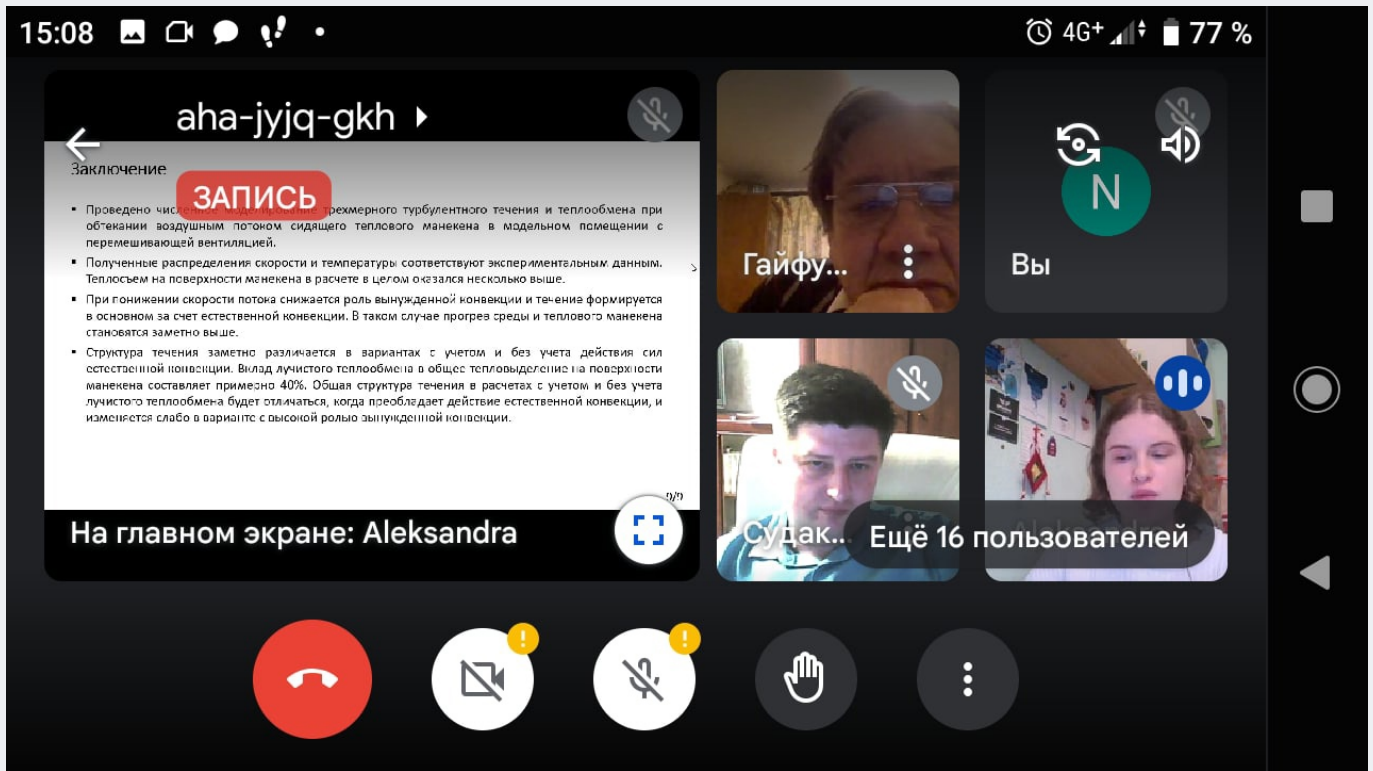 15:08
4G+
77 %
aha-jyjq-gkh
Заключение
ЗАПИСЬ
Проведено численное моделирование трехмерного турбулентного течения и теплообмена при
обтекании воздушным потоком сидящего теплового манекена в модельном помещении с
перемешивающей вентиляцией.
Полученные распределения скорости и температуры соответствуют экспериментальным данным.
Теплосъем на поверхности манекена в расчете в целом оказался несколько выше.
При понижении скорости потока снижается роль вынужденной конвекции и течение формируется
в основном за счет естественной конвекции. В таком случае прогрев среды и теплового манекена
становятся заметно выше.
Структура течения заметно различается в вариантах с учетом и без учета действия сил
естественной конвекции. Вклад лучистого теплообмена в общее тепловыделение на поверхности
манекена составляет примерно 40%. Общая структура течения в расчетах с учетом и без учета
лучистого теплообмена будет отличаться, когда преобладает действие естественной конвекции, и
изменяется слабо в варианте с высокой ролью вынужденной конвекции.
9/9
На главном экране: Aleksandra
Гайфу...
N
Вы
Судак...
Aleksandra
Ещё 16 пользователей